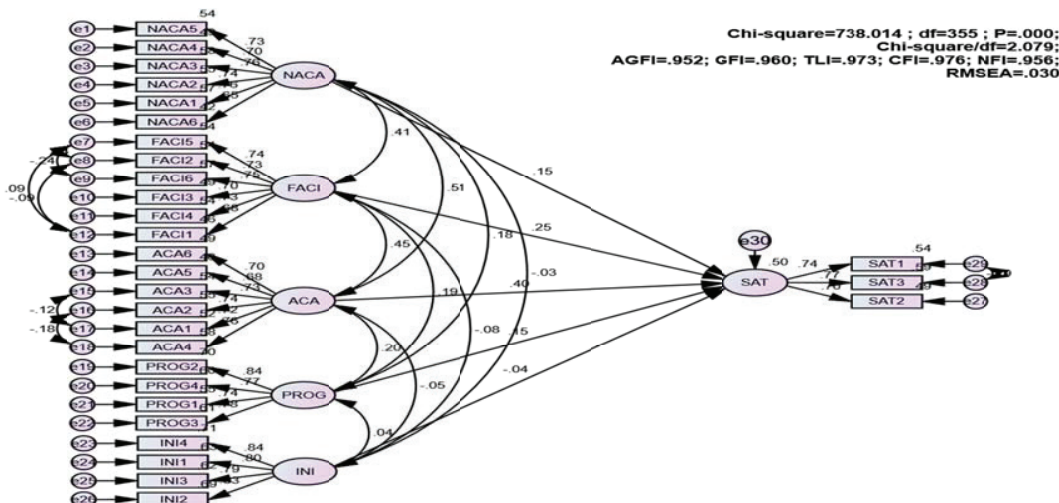 Chi-square=738.014 ; df=355 ; P=.000;
Chi-square/df=2.079;
AGFI=.952; GFI=.960; TLI=.973; CFI=.976; NFI=.956;
RMSEA=.030
e1 NACA5 .54
e2 NACA4
e3 NACA3
e4 NACA2
e5 NACA1
e6 NACA6
.73
.70
.76
.74
NACA
e7 FACI5
e8 FACI2
e9 FACI6
e10 FACI3
e11 FACI4
e12 FACI1
-.24
.09
-.09
.74
.73
.75
.70
FACI
e13 ACA6
e14 ACA5
e15 ACA3
e16 ACA2
e17 ACA1
e18 ACA4
-.12
-.18
.70
.68
.73
.74
ACA
e19 PROG2
e20 PROG4
e21 PROG1
e22 PROG3
.84
.77
.74
PROG
e23 INI4
e24 INI1
e25 INI3
e26 INI2
.84
.80
.79
INI
.41
.51
.18
-.03
.45
.19
-.08
.20
-.05
.04
.15
.25
.40
.15
-.04
e30
.50
SAT
.74
.77
.54
SAT1 e29
SAT3 e28
SAT2 e27